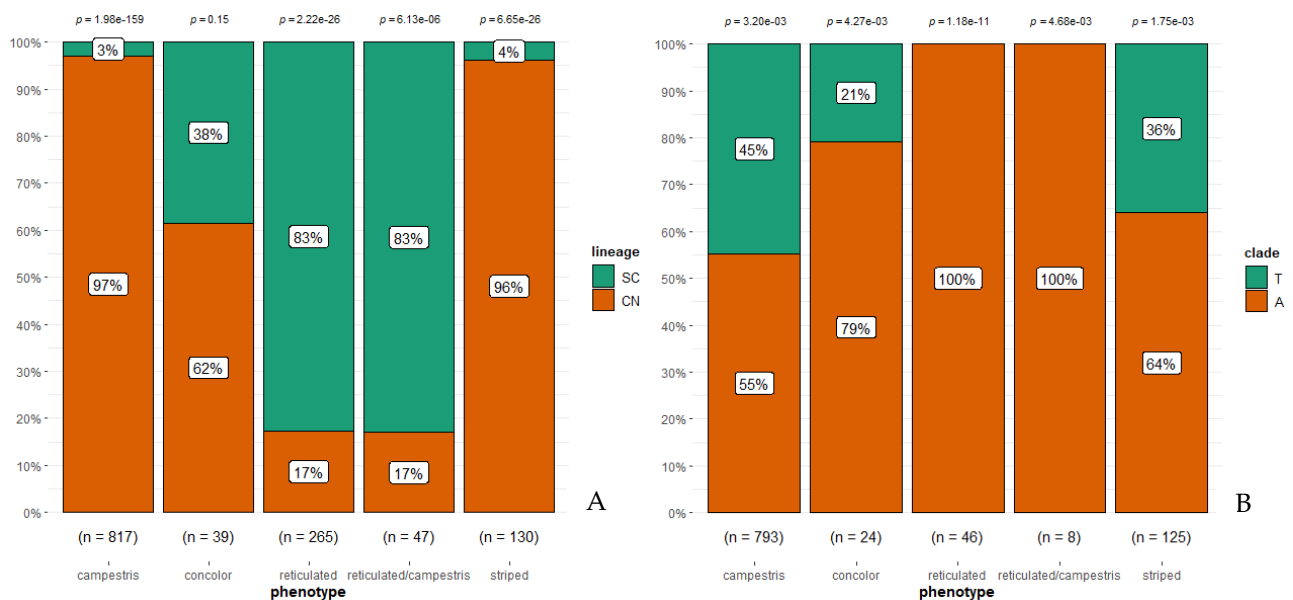 p = 1.98e-159 p = 0.15 p = 2.22e-26 p = 6.13e-06 p = 6.65e-26
100%
90%
80%
70%
60%
50%
40%
30%
20%
10%
0%
3% 4%
38%
83% 83%
97% 96%
62%
17% 17%
lineage
SC
CN
A
(n = 817) (n = 39) (n = 265) (n = 47) (n = 130)
campestris concolor reticulated reticulated/campestris striped
phenotype
p = 3.20e-03 p = 4.27e-03 p = 1.18e-11 p = 4.68e-03 p = 1.75e-03
100%
90%
80%
70%
60%
50%
40%
30%
20%
10%
0%
21%
36%
45%
100% 100%
79%
64%
55%
clade
T
A
B
(n = 793) (n = 24) (n = 46) (n = 8) (n = 125)
campestris concolor reticulated reticulated/campestris striped
phenotype